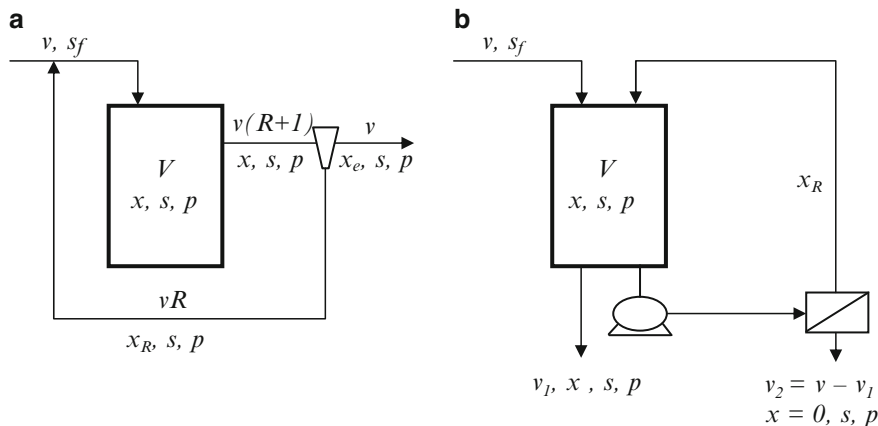 a
v, s_f
v(R+1)
x, s, p
v
x_e, s, p
V
x, s, p
vR
x_R, s, p
b
v, s_f
V
x, s, p
x_R
v_1, x , s, p
v_2 = v – v_1
x = 0, s, p